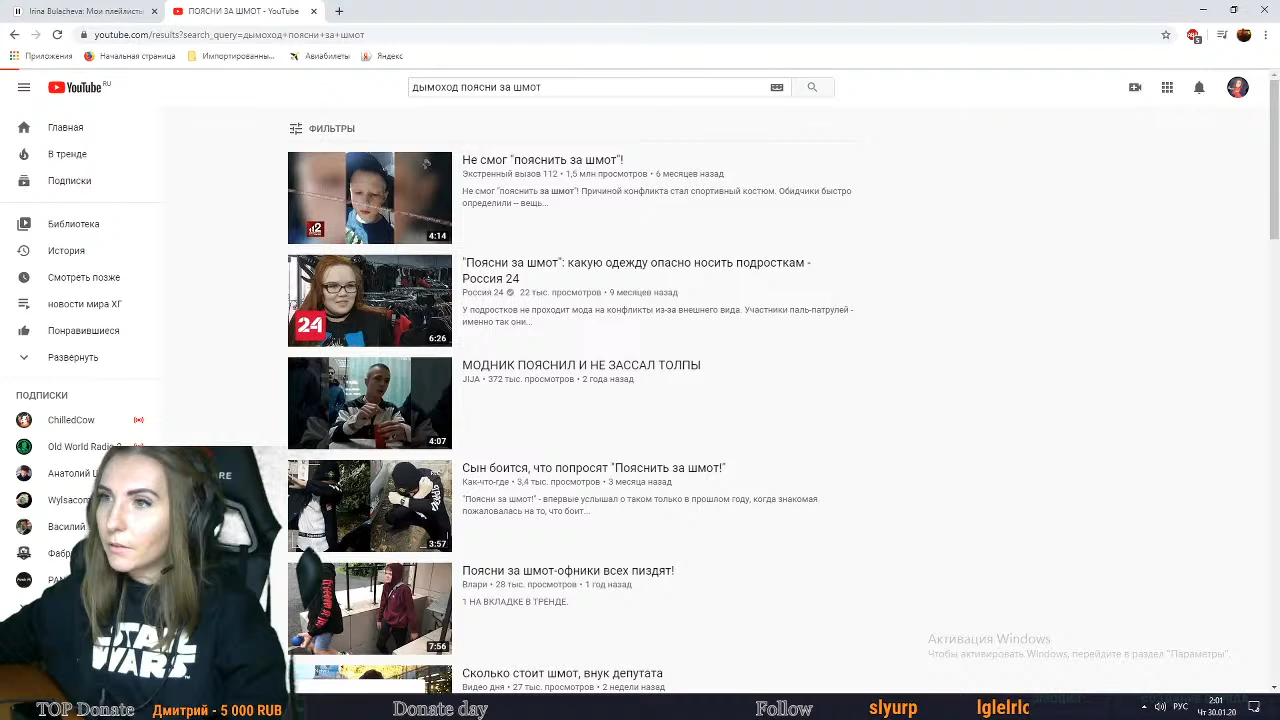 Irina Bulacheva: Мои плейлисты
ПОЯСНИ ЗА ШМОТ - YouTube
youtube.com/results?search_query=дымоход+поясни+за+шмот
5
Приложения
Начальная страница
Импортированны...
Авиабилеты
Яндекс
YouTube RU
дымоход поясни за шмот
Главная
В тренде
Подписки
Библиотека
История
Смотреть позже
новости мира ХГ
Понравившиеся
Развернуть
ПОДПИСКИ
ChilledCow
Old World Radio 2
Анатолий
Wylsacom
Василий
Фабр
ФИЛЬТРЫ
4:14
Не смог "пояснить за шмот"!
Экстренный вызов 112 • 1,5 млн просмотров • 6 месяцев назад
Не смог "пояснить за шмот"! Причиной конфликта стал спортивный костюм. Обидчики быстро
определили -- вещь...
24
6:26
"Поясни за шмот": какую одежду опасно носить подросткам -
Россия 24
Россия 24 22 тыс. просмотров • 9 месяцев назад
У подростков не проходит мода на конфликты из-за внешнего вида. Участники паль-патрулей -
именно так они...
4:07
МОДНИК ПОЯСНИЛ И НЕ ЗАССАЛ ТОЛПЫ
JIJA • 372 тыс. просмотров • 2 года назад
3:57
Сын боится, что попросят "Пояснить за шмот!"
Как-что-где • 3,4 тыс. просмотров • 3 месяца назад
"Поясни за шмот!" - впервые услышал о таком только в прошлом году, когда знакомая
пожаловалась на то, что боит...
7:56
Поясни за шмот-офники всех пиздят!
Влари • 28 тыс. просмотров • 1 год назад
1 НА ВКЛАДКЕ В ТРЕНДЕ.
Сколько стоит шмот, внук депутата
Видео дня • 27 тыс. просмотров • 2 недели назад
RE
STAR
WARS
Активация Windows
Чтобы активировать Windows, перейдите в раздел "Параметры".
TOP Donate
Дмитрий - 5 000 RUB
Donate day
Follow
slyurp
РУС
2:01
Чт 30.01.20